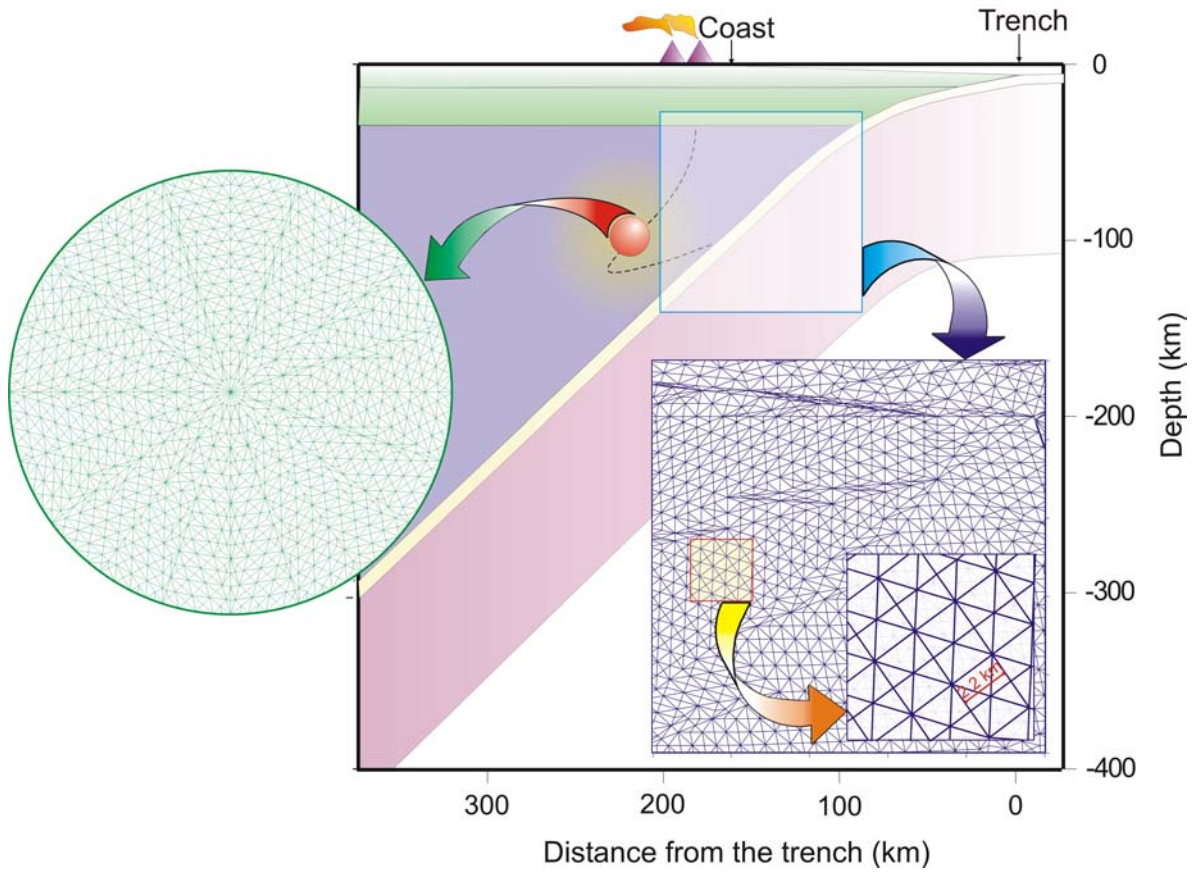 Coast
Trench
0
-100
-200
-300
-400
Depth (km)
2.2 km
300
200
100
0
Distance from the trench (km)